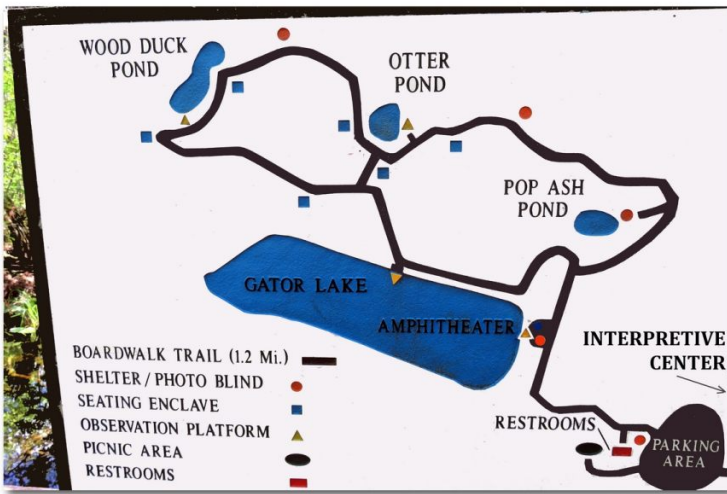 WOOD DUCK
POND
OTTER
POND
POP ASH
POND
GATOR LAKE
AMPHITHEATER
INTERPRETIVE
CENTER
BOARDWALK TRAIL (1.2 Mi.)
SHELTER / PHOTO BLIND
SEATING ENCLAVE
OBSERVATION PLATFORM
PICNIC AREA
RESTROOMS
RESTROOMS
PARKING
AREA